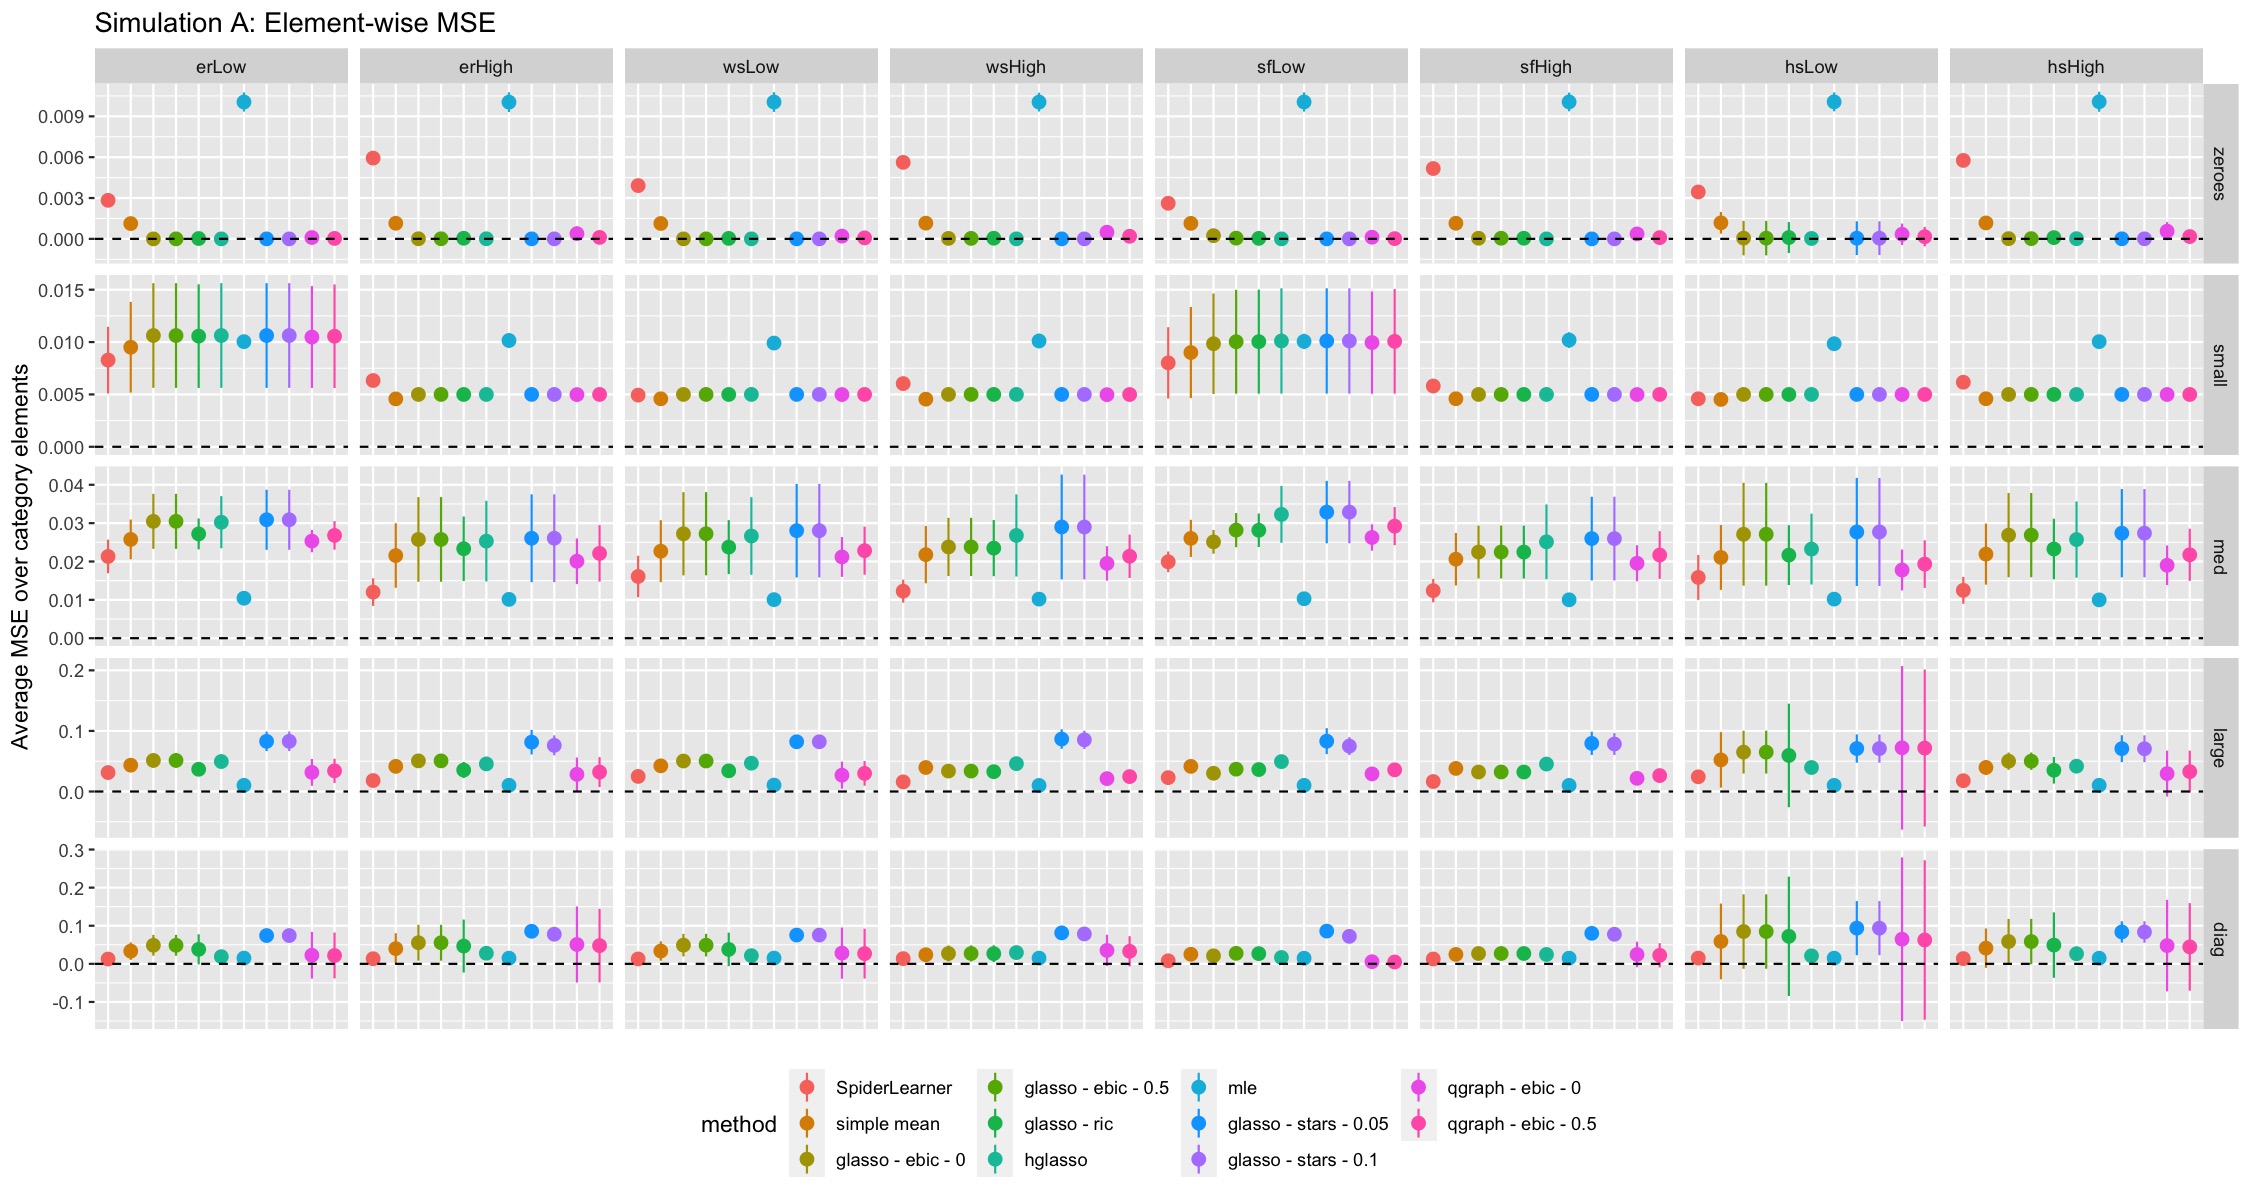 Simulation A: Element-wise MSE
erLow erHigh wsLow wsHigh sfLow sfHigh hsLow hsHigh
Average MSE over category elements
0.009
0.006
0.003
0.000
zeroes
0.015
0.010
0.005
0.000
small
0.04
0.03
0.02
0.01
0.00
med
0.2
0.1
0.0
large
0.3
0.2
0.1
0.0
-0.1
diag
method
SpiderLearner
simple mean
glasso - ebic - 0
glasso - ebic - 0.5
glasso - ric
hglasso
mle
glasso - stars - 0.05
glasso - stars - 0.1
qgraph - ebic - 0
qgraph - ebic - 0.5